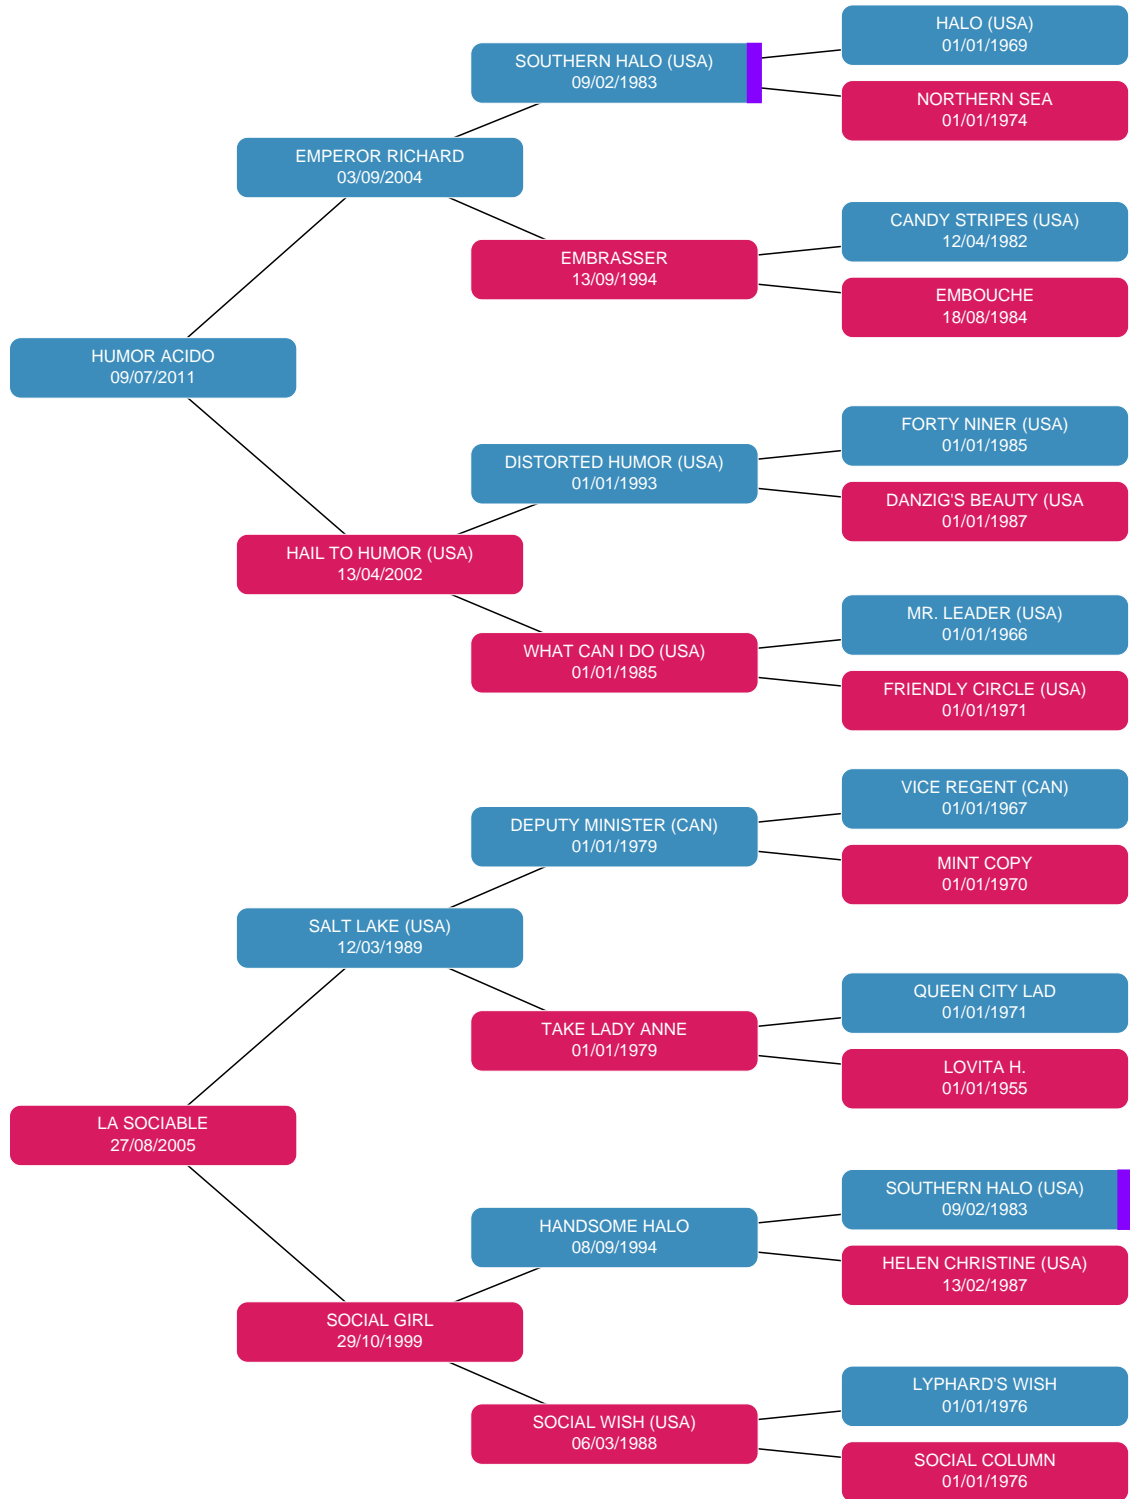 HALO (USA)
01/01/1969
SOUTHERN HALO (USA)
09/02/1983
NORTHERN SEA
01/01/1974
EMPEROR RICHARD
03/09/2004
CANDY STRIPES (USA)
12/04/1982
EMBRASSER
13/09/1994
EMBOUCHE
18/08/1984
HUMOR ACIDO
09/07/2011
FORTY NINER (USA)
01/01/1985
DISTORTED HUMOR (USA)
01/01/1993
DANZIG'S BEAUTY (USA
01/01/1987
HAIL TO HUMOR (USA)
13/04/2002
MR. LEADER (USA)
01/01/1966
WHAT CAN I DO (USA)
01/01/1985
FRIENDLY CIRCLE (USA)
01/01/1971
VICE REGENT (CAN)
01/01/1967
DEPUTY MINISTER (CAN)
01/01/1979
MINT COPY
01/01/1970
SALT LAKE (USA)
12/03/1989
QUEEN CITY LAD
01/01/1971
TAKE LADY ANNE
01/01/1979
LOVITA H.
01/01/1955
LA SOCIABLE
27/08/2005
SOUTHERN HALO (USA)
09/02/1983
HANDSOME HALO
08/09/1994
HELEN CHRISTINE (USA)
13/02/1987
SOCIAL GIRL
29/10/1999
LYPHARD'S WISH
01/01/1976
SOCIAL WISH (USA)
06/03/1988
SOCIAL COLUMN
01/01/1976